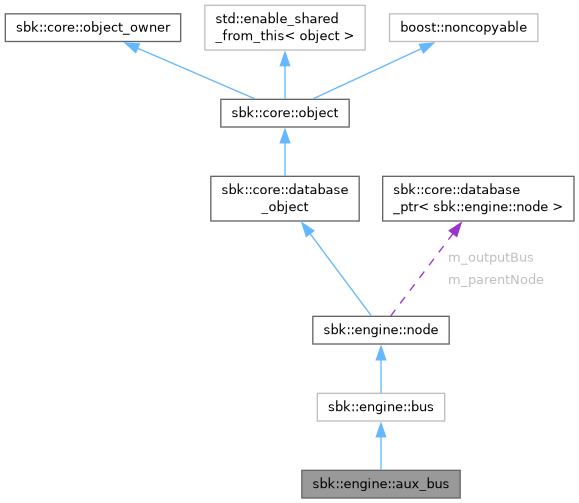 sbk::core::object_owner
std::enable_shared
_from_this< object >
boost::noncopyable
sbk::core::object
sbk::core::database
_object
sbk::core::database
_ptr< sbk::engine::node >
m_outputBus
m_parentNode
sbk::engine::node
sbk::engine::bus
sbk::engine::aux_bus